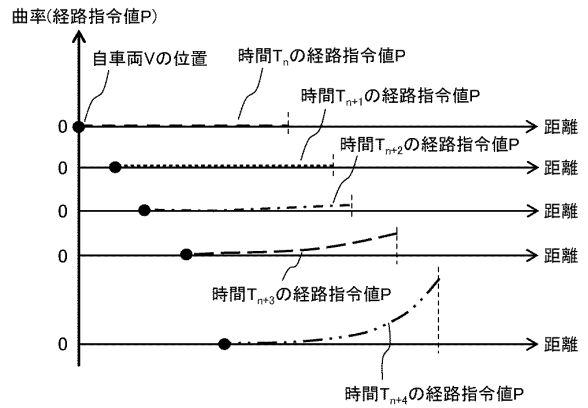 曲率(経路指令値P)
自車両Vの位置
時間Tnの経路指令値P
0
距離
時間Tn+1の経路指令値P
0
距離
時間Tn+2の経路指令値P
0
距離
0
距離
時間Tn+3の経路指令値P
0
距離
時間Tn+4の経路指令値P